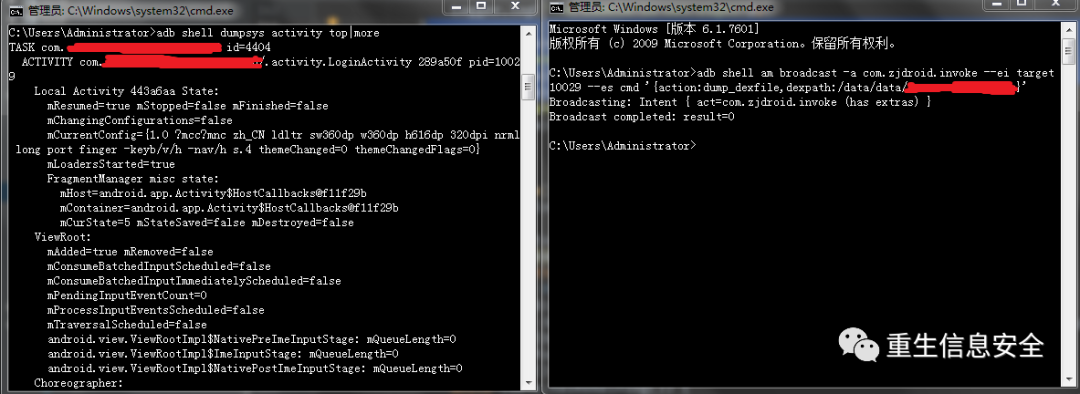 管理员: C:\Windows\system32\cmd.exe
C:\Users\Administrator>adb shell dumpsys activity top|more
TASK com. id=4404
ACTIVITY com. /.activity.LoginActivity 289a50f pid=1002
9
Local Activity 443a6aa State:
mResumed=true mStopped=false mFinished=false
mChangingConfigurations=false
mCurrentConfig={1.0 ?mcc?mnc zh_CN ldltr sw360dp w360dp h616dp 320dpi nrml
long port finger -keyb/v/h -nav/h s.4 themeChanged=0 themeChangedFlags=0}
mLoadersStarted=true
FragmentManager misc state:
mHost=android.app.Activity$HostCallbacks@f11f29b
mContainer=android.app.Activity$HostCallbacks@f11f29b
mCurState=5 mStateSaved=false mDestroyed=false
ViewRoot:
mAdded=true mRemoved=false
mConsumeBatchedInputScheduled=false
mConsumeBatchedInputImmediatelyScheduled=false
mPendingInputEventCount=0
mProcessInputEventsScheduled=false
mTraversalScheduled=false
android.view.ViewRootImpl$NativePreImeInputStage: mQueueLength=0
android.view.ViewRootImpl$ImeInputStage: mQueueLength=0
android.view.ViewRootImpl$NativePostImeInputStage: mQueueLength=0
Choreographer:
管理员: C:\Windows\system32\cmd.exe
Microsoft Windows [版本 6.1.7601]
版权所有 (c) 2009 Microsoft Corporation。保留所有权利。
C:\Users\Administrator>adb shell am broadcast -a com.zjdroid.invoke --ei target
10029 --es cmd '{action:dump_dexfile,dexpath:/data/data/ }'
Broadcasting: Intent { act=com.zjdroid.invoke (has extras) }
Broadcast completed: result=0
C:\Users\Administrator>
重生信息安全